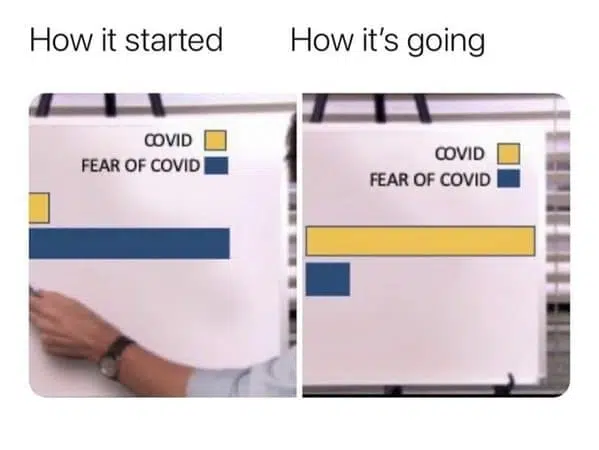 How it started
How it's going
COVID
FEAR OF COVID
COVID
FEAR OF COVID